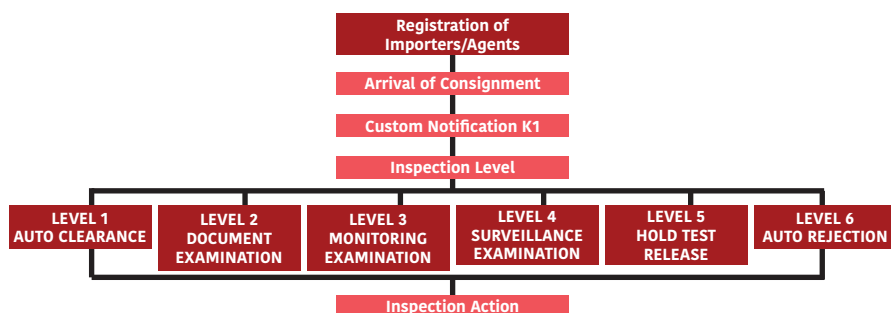 Registration of
Importers/Agents
Arrival of Consignment
Custom Notification K1
Inspection Level
LEVEL 1
AUTO CLEARANCE
LEVEL 2
DOCUMENT
EXAMINATION
LEVEL 3
MONITORING
EXAMINATION
LEVEL 4
SURVEILLANCE
EXAMINATION
LEVEL 5
HOLD TEST
RELEASE
LEVEL 6
AUTO REJECTION
Inspection Action